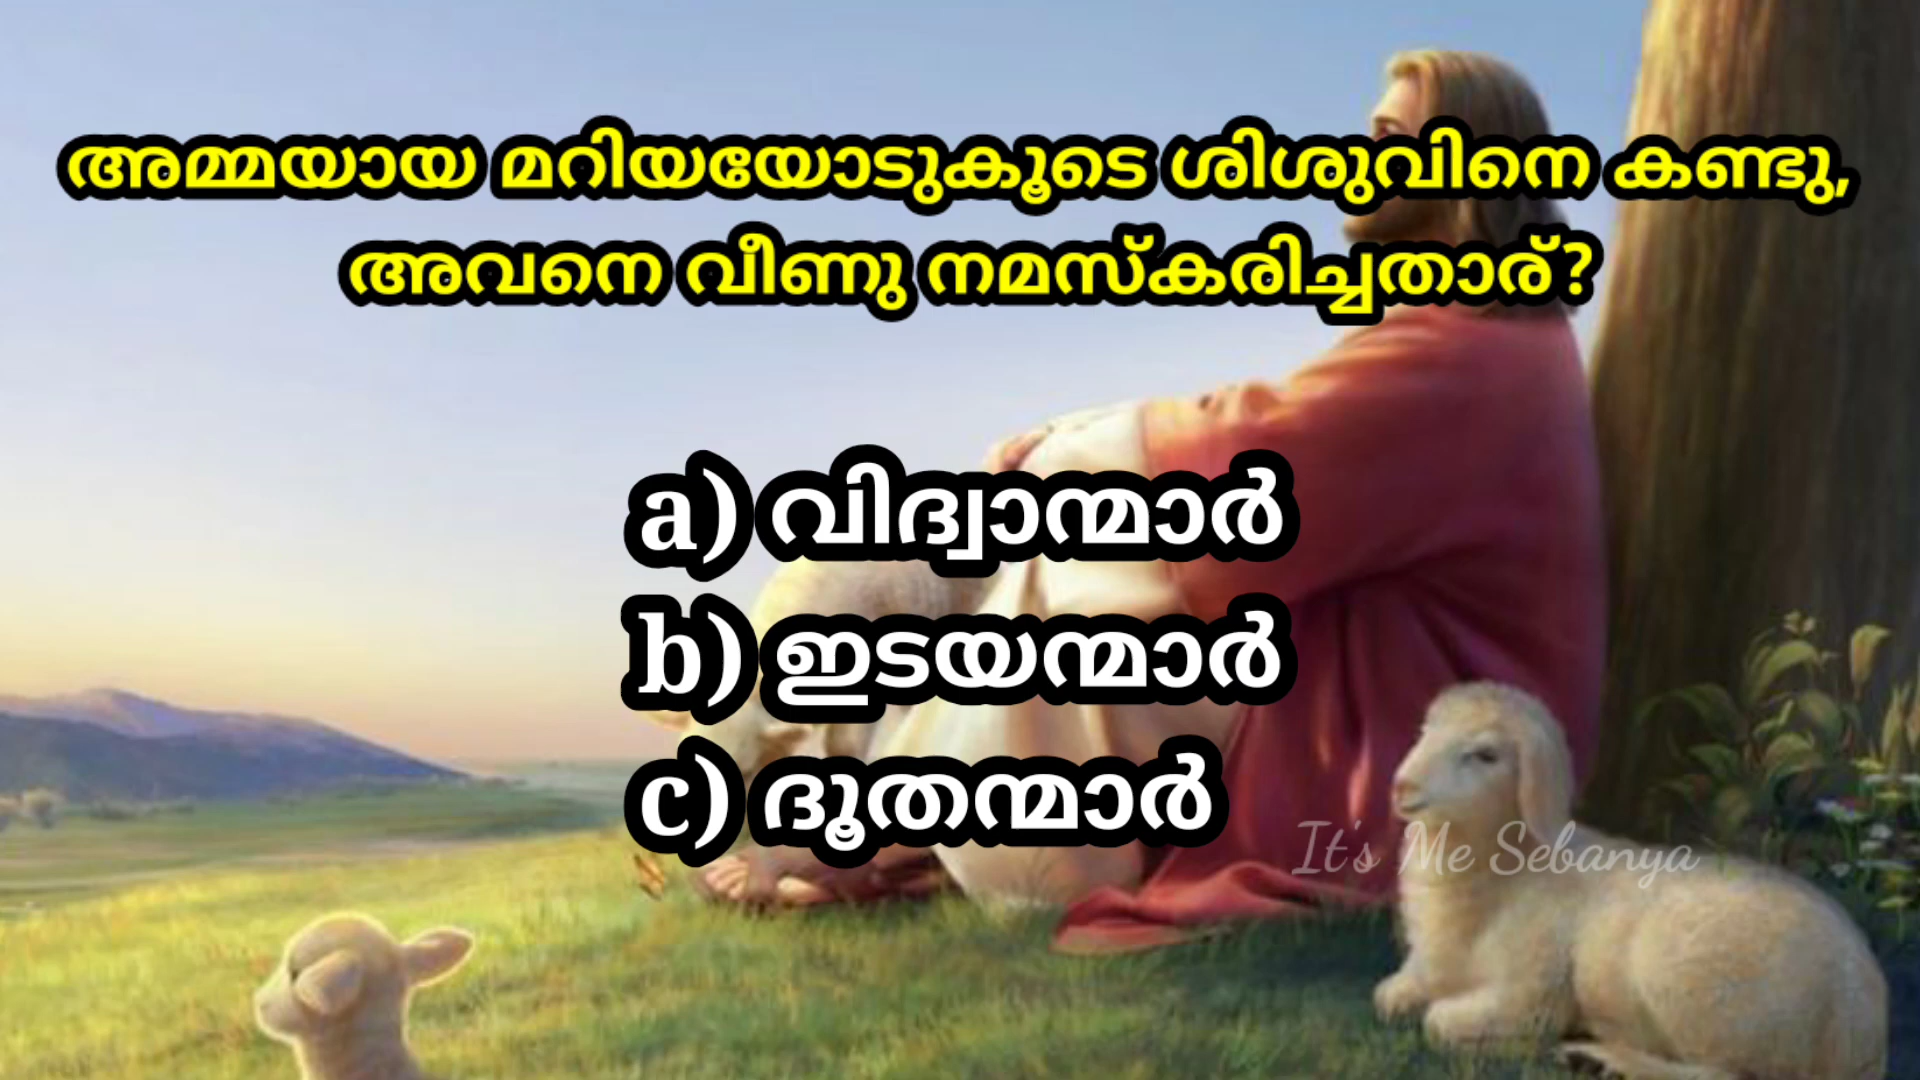 അമ്മയായ മറിയയോടുകൂടെ ശിശുവിനെ കണ്ടു,
അവനെ വീണു നമസ്കരിച്ചതാര്?
a) വിദ്വാന്മാർ
b) ഇടയന്മാർ
c) ദൂതന്മാർ
It's Me Sebanya